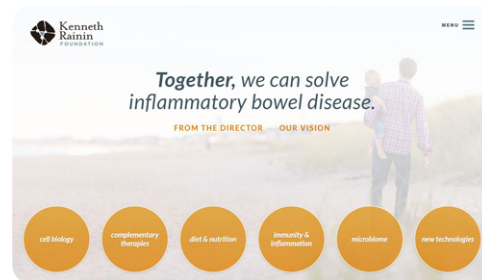 Kenneth
Rainin
FOUNDATION
MENU
Together, we can solve
inflammatory bowel disease.
FROM THE DIRECTOR OUR VISION
cell biology
complementary
therapies
diet & nutrition
immunity &
inflammation
microbiome
new technologies